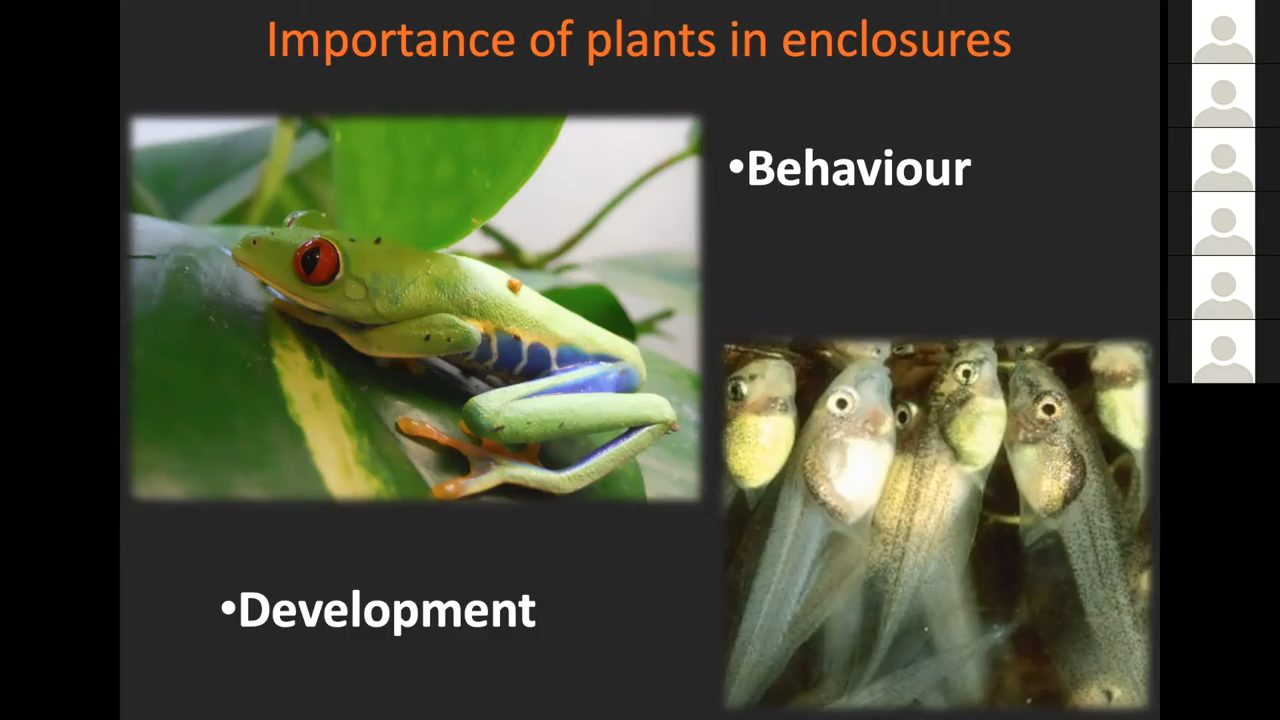 Importance of plants in enclosures
•Behaviour
•Development